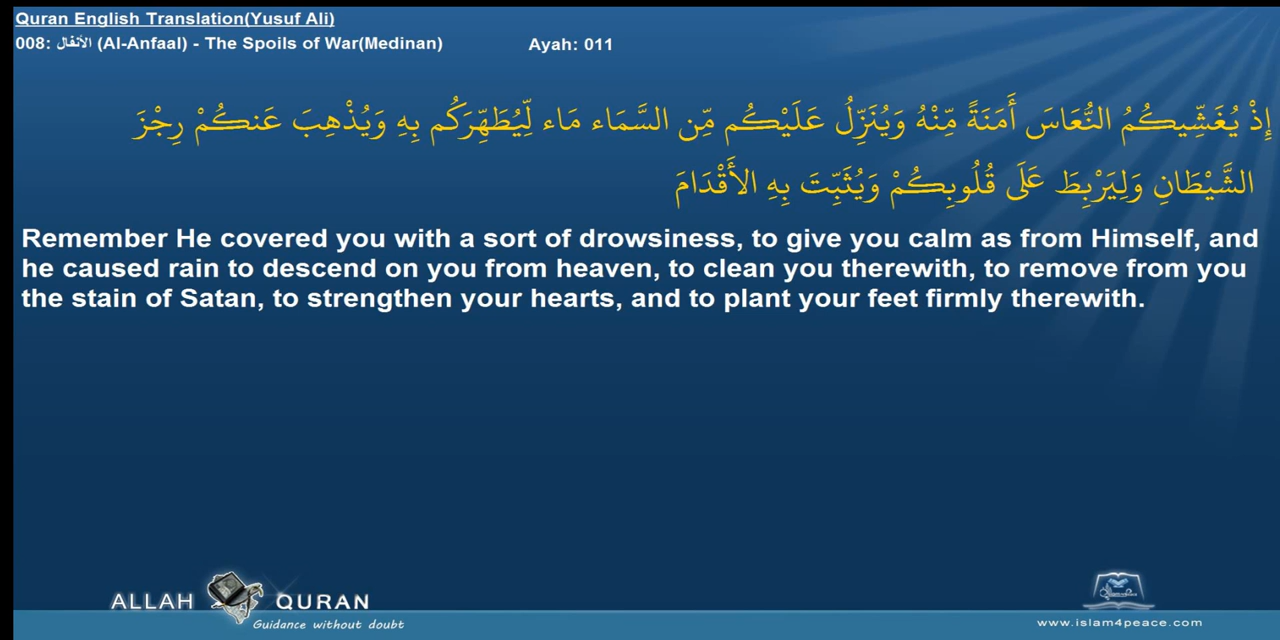 Quran English Translation(Yusuf Ali)
008: الأنفال (Al-Anfaal) - The Spoils of War(Medinan) Ayah: 011
إِذْ يُغَشِّيكُمُ النُّعَاسَ أَمَنَةً مِّنْهُ وَيُنَزِّلُ عَلَيْكُم مِّن السَّمَاء مَاء لِّيُطَهِّرَكُم بِهِ وَيُذْهِبَ عَنكُمْ رِجْزَ
الشَّيْطَانِ وَلِيَرْبِطَ عَلَى قُلُوبِكُمْ وَيُثَبِّتَ بِهِ الأَقْدَامَ
Remember He covered you with a sort of drowsiness, to give you calm as from Himself, and
he caused rain to descend on you from heaven, to clean you therewith, to remove from you
the stain of Satan, to strengthen your hearts, and to plant your feet firmly therewith.
ALLAH QURAN
Guidance without doubt
www.islam4peace.com